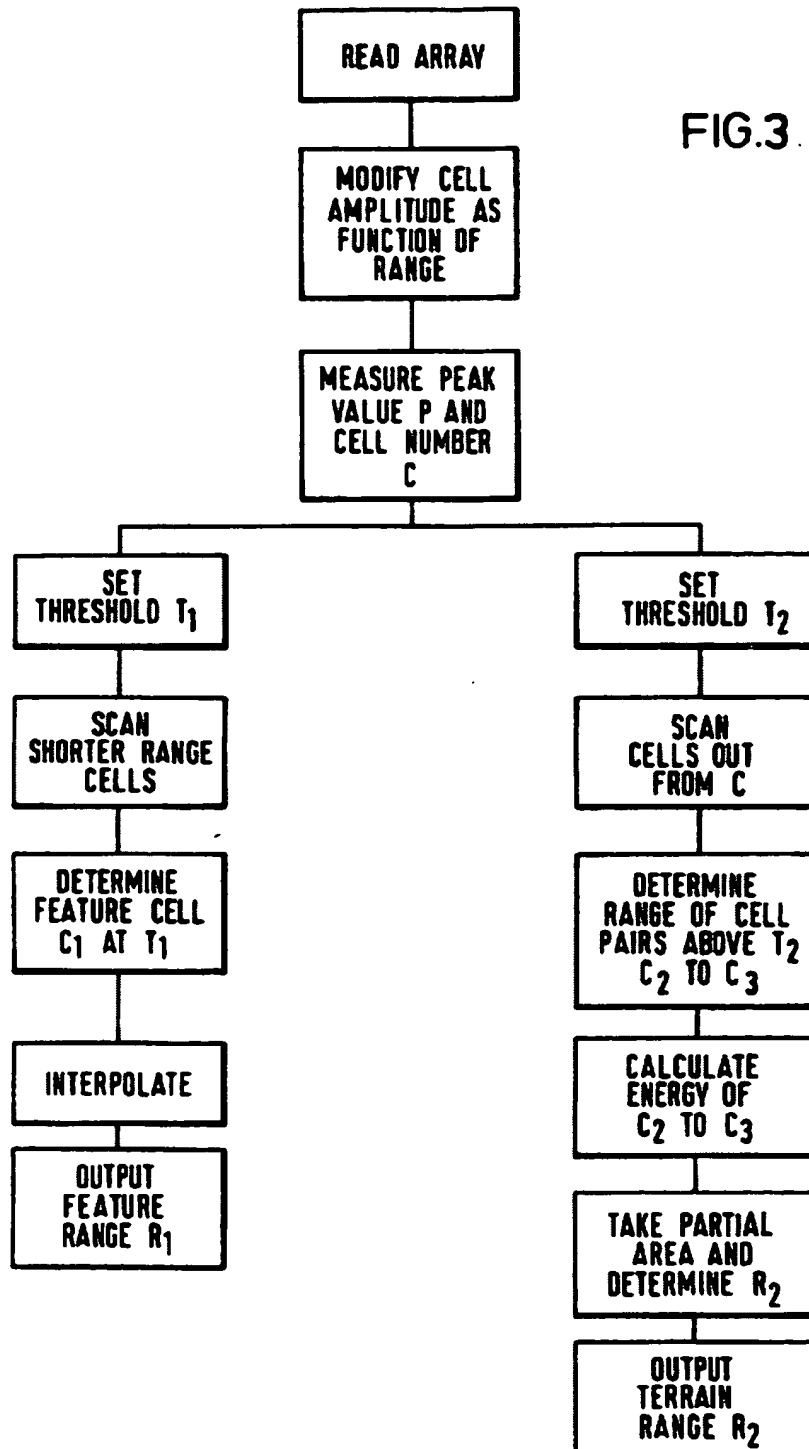 READ ARRAY
FIG.3
MODIFY CELL
AMPLITUDE AS
FUNCTION OF
RANGE
MEASURE PEAK
VALUE P AND
CELL NUMBER
C
SET
THRESHOLD T1
SCAN
SHORTER RANGE
CELLS
DETERMINE
FEATURE CELL
C1 AT T1
INTERPOLATE
OUTPUT
FEATURE
RANGE R1
SET
THRESHOLD T2
SCAN
CELLS OUT
FROM C
DETERMINE
RANGE OF CELL
PAIRS ABOVE T2
C2 TO C3
CALCULATE
ENERGY OF
C2 TO C3
TAKE PARTIAL
AREA AND
DETERMINE R2
OUTPUT
TERRAIN
RANGE R2